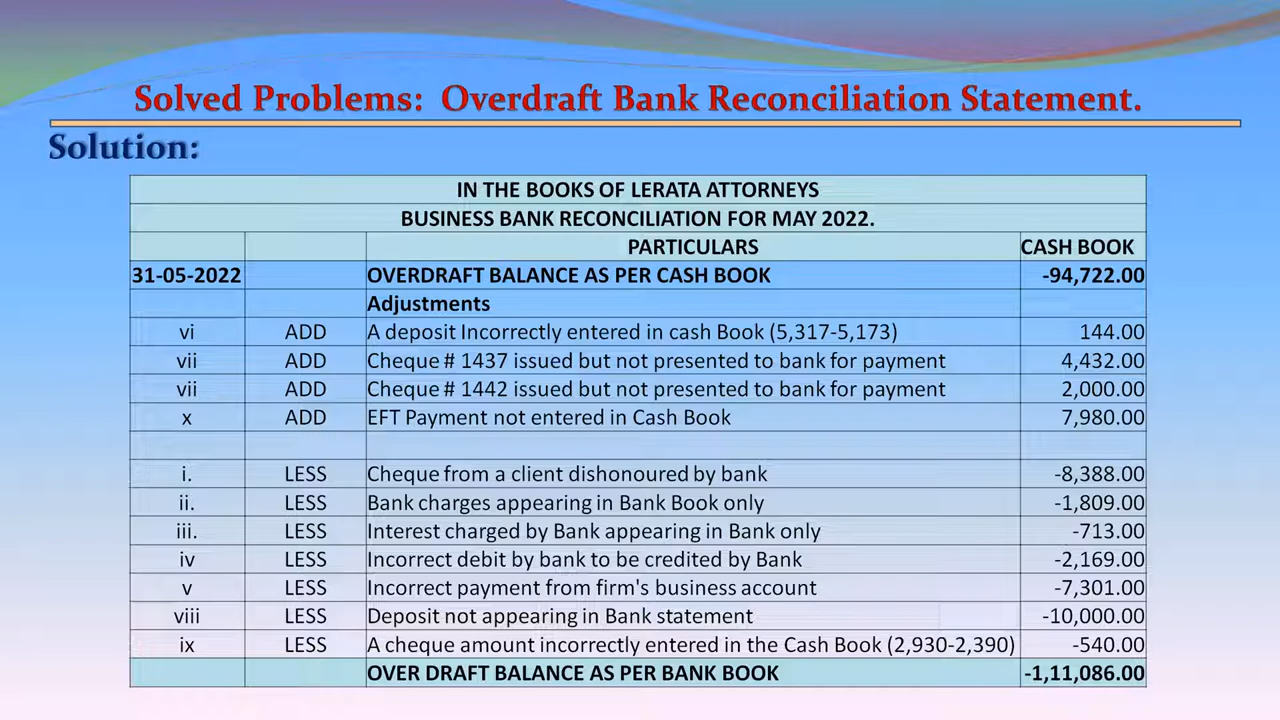 Solved Problems: Overdraft Bank Reconciliation Statement.
Solution:
IN THE BOOKS OF LERATA ATTORNEYS
BUSINESS BANK RECONCILIATION FOR MAY 2022.
PARTICULARS CASH BOOK
31-05-2022 OVERDRAFT BALANCE AS PER CASH BOOK -94,722.00
Adjustments
vi ADD A deposit Incorrectly entered in cash Book (5,317-5,173) 144.00
vii ADD Cheque # 1437 issued but not presented to bank for payment 4,432.00
vii ADD Cheque # 1442 issued but not presented to bank for payment 2,000.00
x ADD EFT Payment not entered in Cash Book 7,980.00
i. LESS Cheque from a client dishonoured by bank -8,388.00
ii. LESS Bank charges appearing in Bank Book only -1,809.00
iii. LESS Interest charged by Bank appearing in Bank only -713.00
iv LESS Incorrect debit by bank to be credited by Bank -2,169.00
v LESS Incorrect payment from firm's business account -7,301.00
viii LESS Deposit not appearing in Bank statement -10,000.00
ix LESS A cheque amount incorrectly entered in the Cash Book (2,930-2,390) -540.00
OVER DRAFT BALANCE AS PER BANK BOOK -1,11,086.00